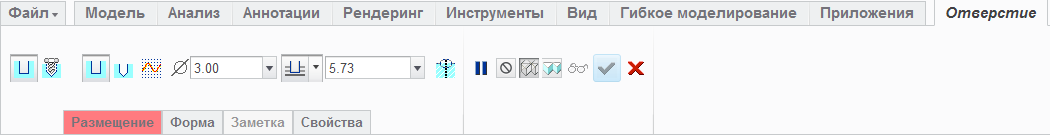 Файл Модель Анализ Аннотации Рендеринг Инструменты Вид Гибкое моделирование Приложения Отверстие
3.00 5.73
Размещение Форма Заметка Свойства